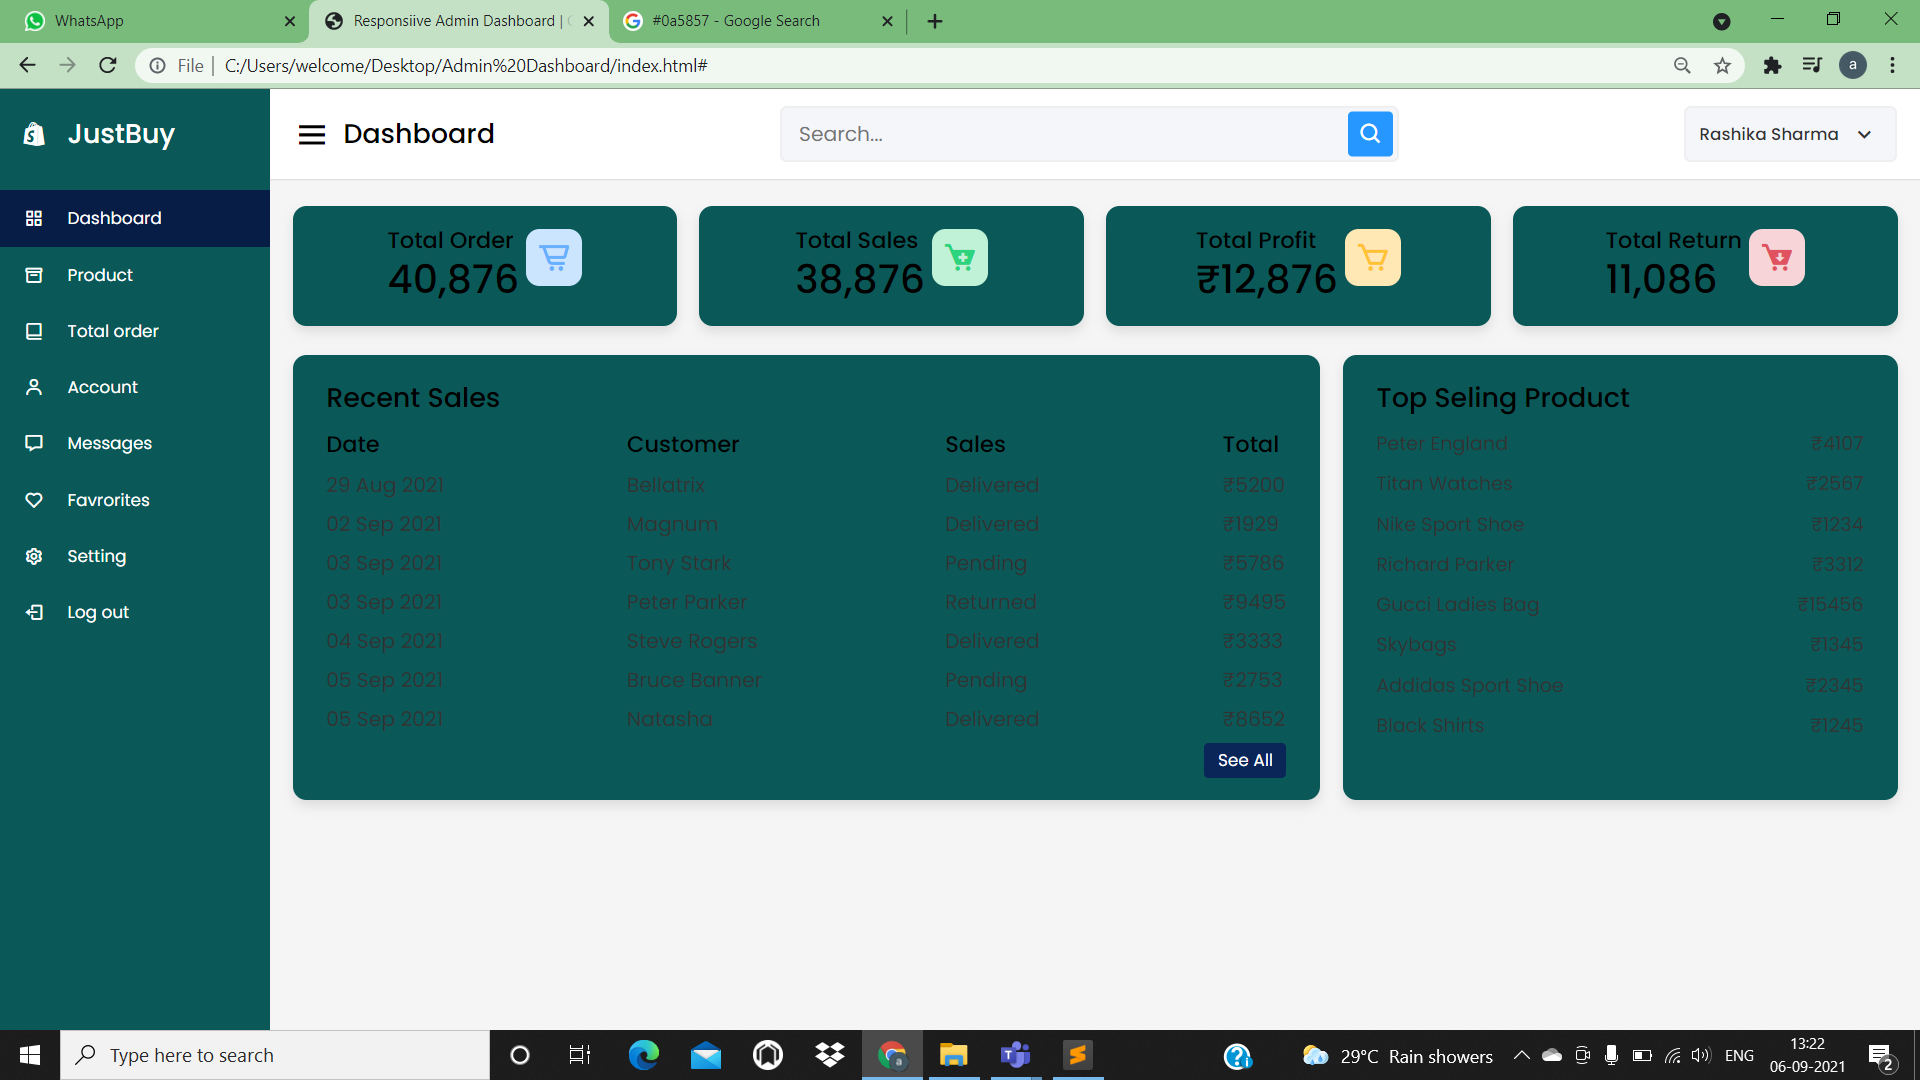 WhatsApp
Responsiive Admin Dashboard |
#0a5857 - Google Search
File | C:/Users/welcome/Desktop/Admin%20Dashboard/index.html#
a
JustBuy
Dashboard
Search...
Rashika Sharma
Dashboard
Product
Total order
Account
Messages
Favrorites
Setting
Log out
Total Order
40,876
Total Sales
38,876
Total Profit
₹12,876
Total Return
11,086
Recent Sales
Date Customer Sales Total
29 Aug 2021 Bellatrix Delivered ₹5200
02 Sep 2021 Magnum Delivered ₹1929
03 Sep 2021 Tony Stark Pending ₹5786
03 Sep 2021 Peter Parker Returned ₹9495
04 Sep 2021 Steve Rogers Delivered ₹3333
05 Sep 2021 Bruce Banner Pending ₹2753
05 Sep 2021 Natasha Delivered ₹8652
See All
Top Seling Product
Peter England ₹4107
Titan Watches ₹2567
Nike Sport Shoe ₹1234
Richard Parker ₹3312
Gucci Ladies Bag ₹15456
Skybags ₹1345
Addidas Sport Shoe ₹2345
Black Shirts ₹1245
Type here to search
29°C Rain showers
ENG
13:22
06-09-2021
2